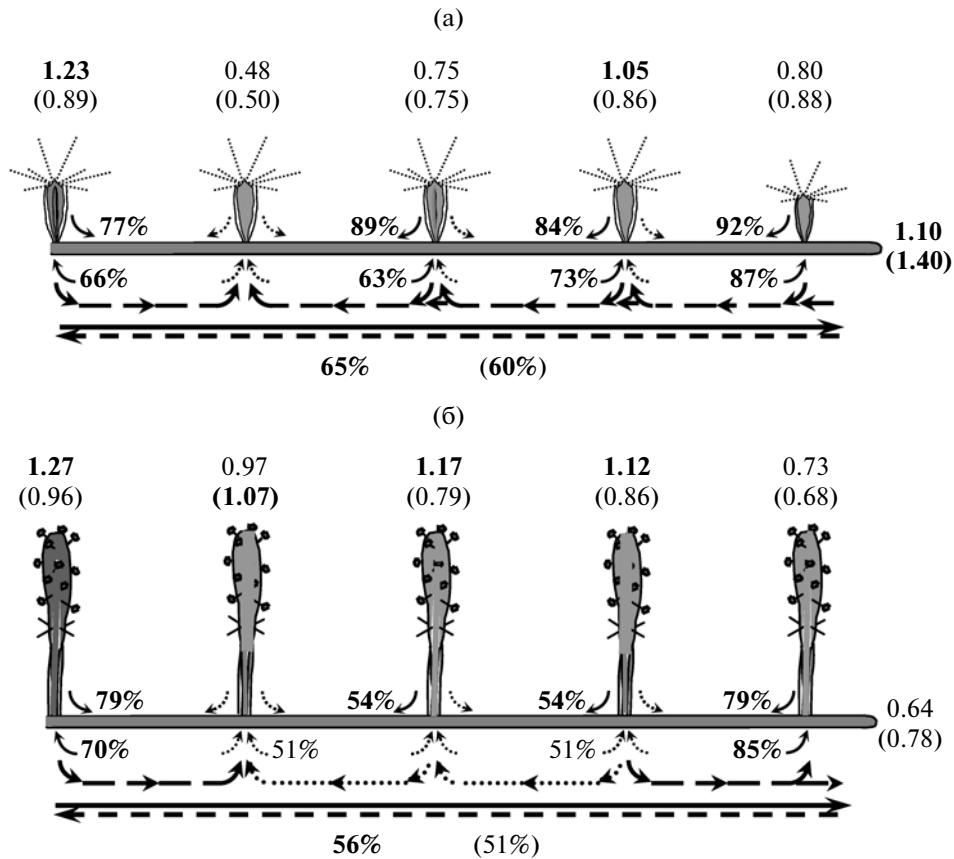 (а)
1.23 0.48 0.75 1.05 0.80
(0.89) (0.50) (0.75) (0.86) (0.88)
77% 89% 84% 92%
1.10
(1.40)
66% 63% 73% 87%
65% (60%)
(б)
1.27 0.97 1.17 1.12 0.73
(0.96) (1.07) (0.79) (0.86) (0.68)
79% 54% 54% 79%
0.64
(0.78)
70% 51% 51% 85%
56% (51%)